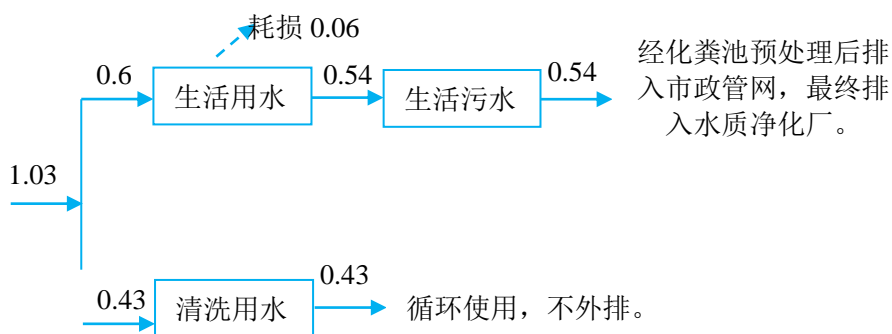 耗损 0.06
0.6
生活用水
0.54
生活污水
0.54
经化粪池预处理后排
入市政管网，最终排
入水质净化厂。
1.03
0.43
清洗用水
0.43
循环使用，不外排。